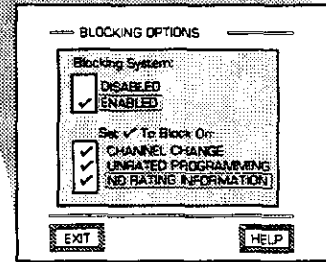 BLOCKING OPTIONS
Blocking System:
DISABLED
✓ ENABLED
Set ✓ To Block On:
✓ CHANNEL CHANGE
✓ UNRATED PROGRAMMING
✓ NO RATING INFORMATION
EXIT
HELP